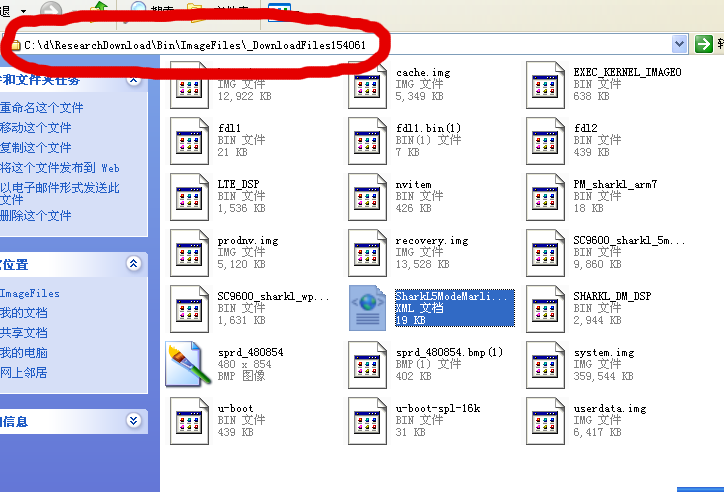 退
搜索
C:\d\ResearchDownload\Bin\ImageFiles\_DownloadFiles154061
和文件夹任务
重命名这个文件
移动这个文件
复制这个文件
将这个文件发布到 Web
以电子邮件形式发送此
文件
删除这个文件
位置
ImageFiles
我的文档
共享文档
我的电脑
网上邻居
信息
IMG 文件
12,922 KB
cache.img
IMG 文件
5,349 KB
EXEC_KERNEL_IMAGE0
BIN 文件
638 KB
fdl1
BIN 文件
21 KB
fdl1.bin(1)
BIN(1) 文件
7 KB
fdl2
BIN 文件
439 KB
LTE_DSP
BIN 文件
1,536 KB
nvitem
BIN 文件
426 KB
PM_sharkl_arm7
BIN 文件
18 KB
prodnv.img
IMG 文件
5,120 KB
recovery.img
IMG 文件
13,528 KB
SC9600_sharkl_5m...
BIN 文件
9,860 KB
SC9600_sharkl_wp...
BIN 文件
1,631 KB
SharkL5ModeMarli...
XML 文档
19 KB
SHARKL_DM_DSP
BIN 文件
2,944 KB
sprd_480854
480 x 854
BMP 图像
sprd_480854.bmp(1)
BMP(1) 文件
402 KB
system.img
IMG 文件
359,544 KB
u-boot
BIN 文件
439 KB
u-boot-spl-16k
BIN 文件
31 KB
userdata.img
IMG 文件
6,417 KB